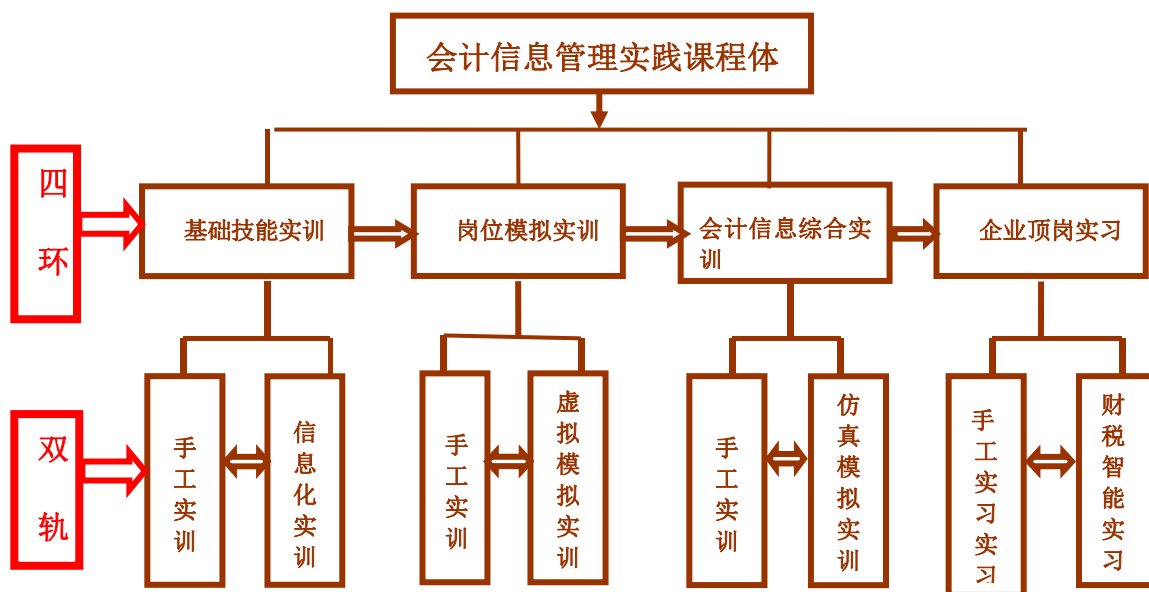 会计信息管理实践课程体
四环
基础技能实训
岗位模拟实训
会计信息综合实
训
企业顶岗实习
双轨
手工实训
信息化实训
手工实训
虚拟模拟实训
手工实训
仿真模拟实训
手工实习实习
财税智能实习